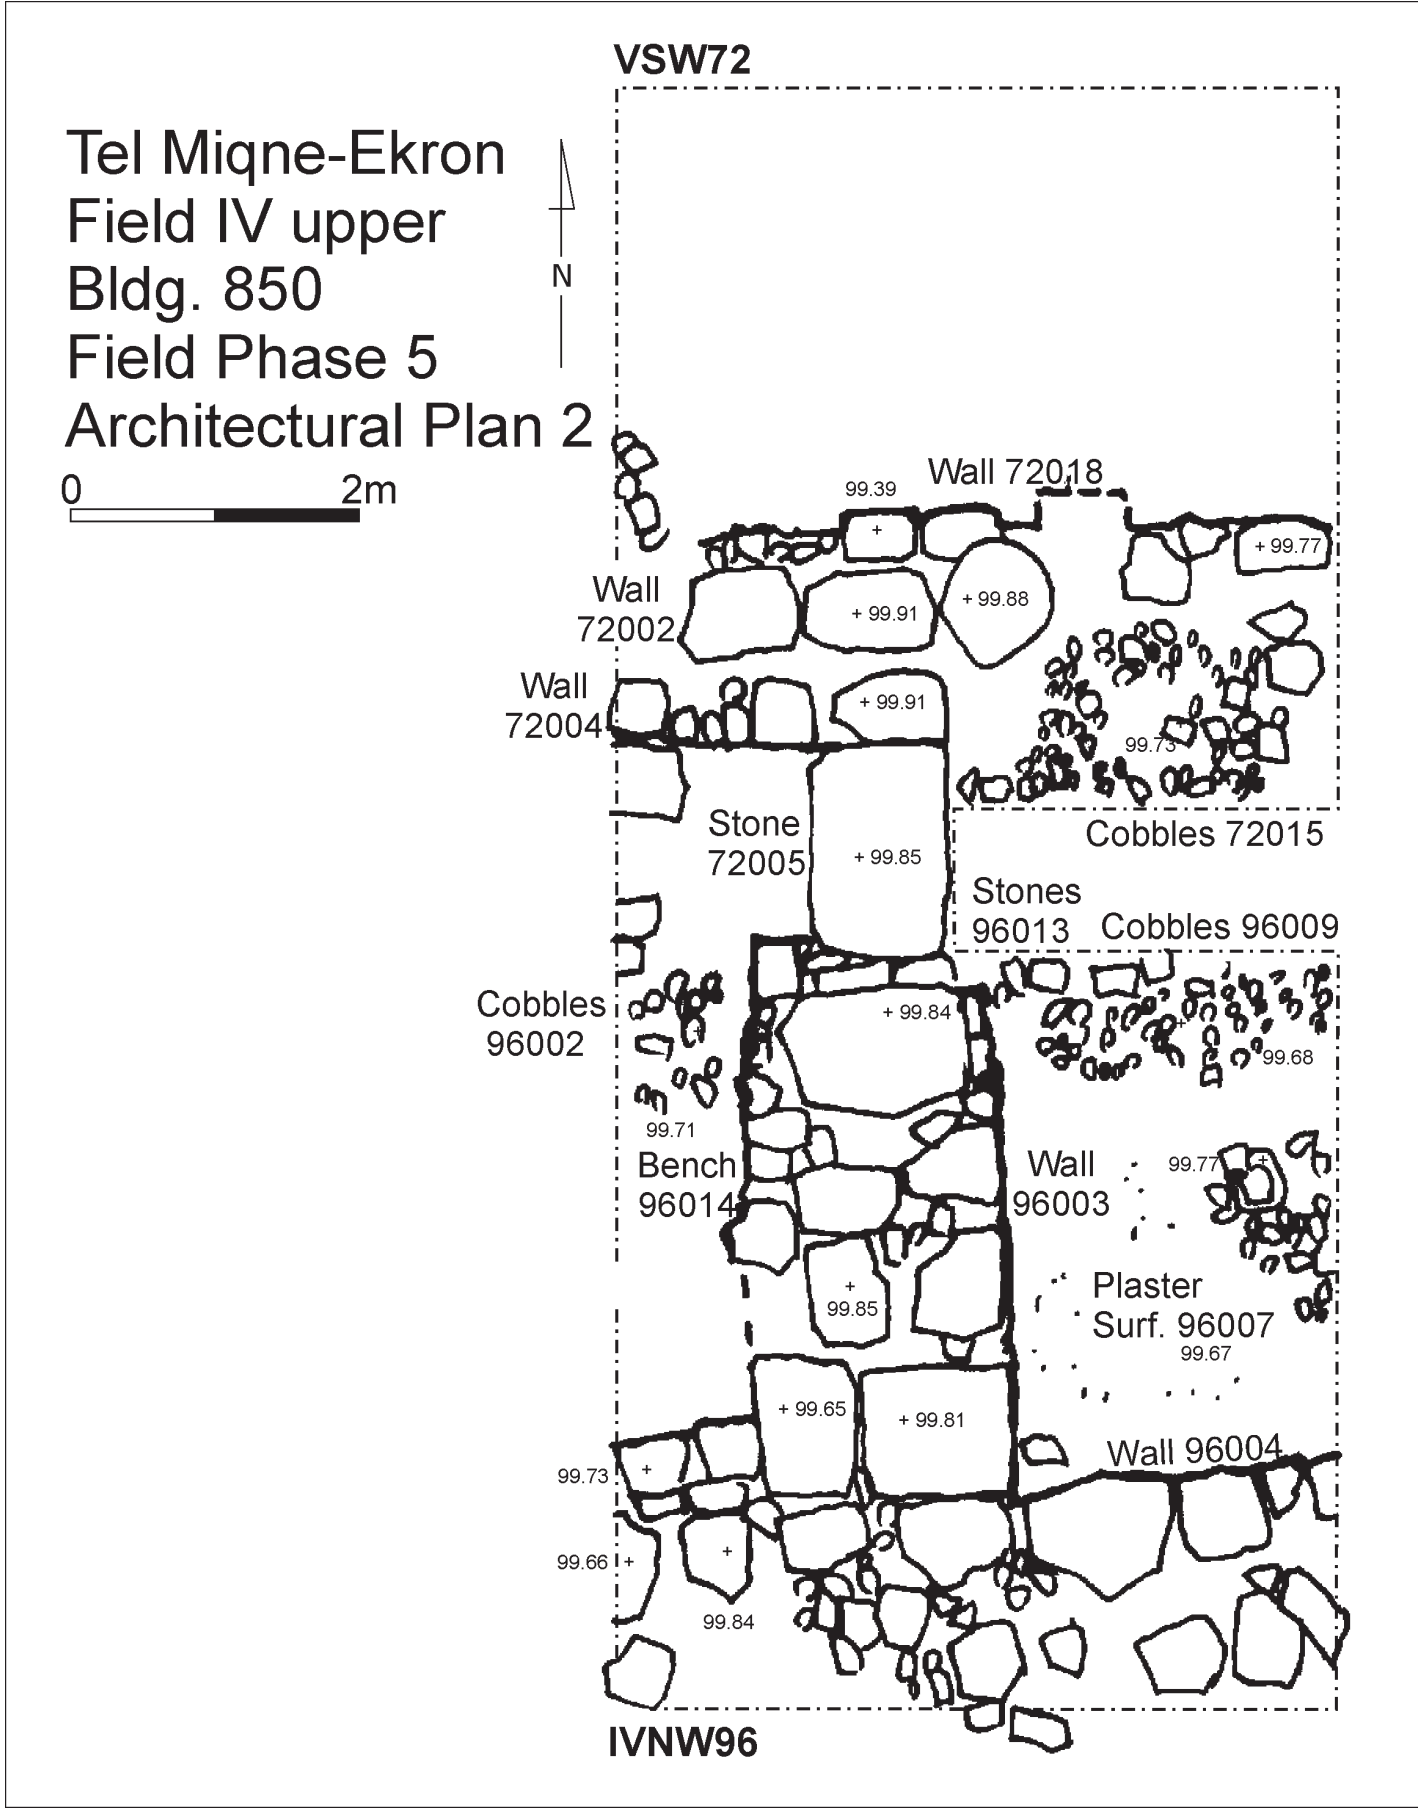 VSW72
Tel Miqne-Ekron
Field IV upper
Bldg. 850
Field Phase 5
Architectural Plan 2
0 2m
N
Wall 72018
99.39
+ 99.77
Wall
72002
+ 99.91
+ 99.88
Wall
72004
+ 99.91
99.73
Stone
72005
+ 99.85
Cobbles 72015
Stones
96013
Cobbles 96009
Cobbles
96002
+ 99.84
99.68
99.71
Bench
96014
Wall
96003
99.77
+
99.85
Plaster
Surf. 96007
99.67
+ 99.65
+ 99.81
Wall 96004
99.73
99.66
99.84
IVNW96